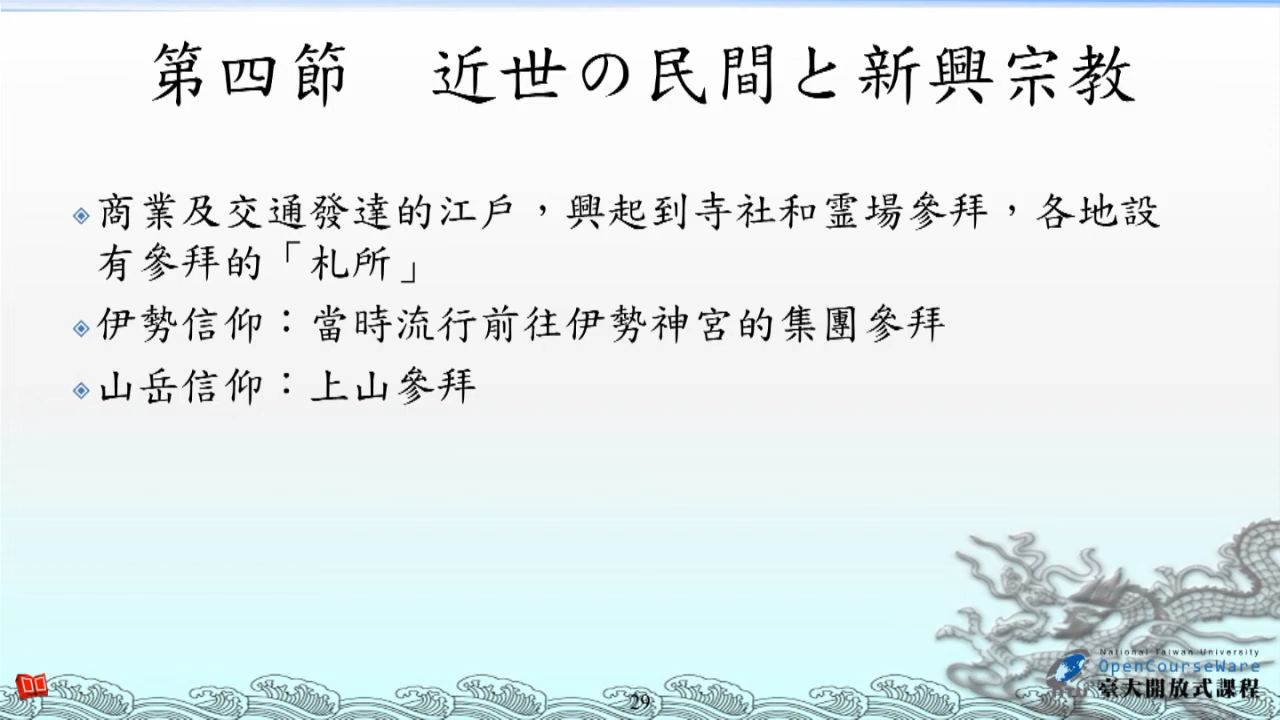 第四節　近世の民間と新興宗教
商業及交通發達的江戶，興起到寺社和霊場參拜，各地設
有參拜的「札所」
伊勢信仰：當時流行前往伊勢神宮的集團參拜
山岳信仰：上山參拜
29
National Taiwan University
OpenCourseWare
臺大開放式課程